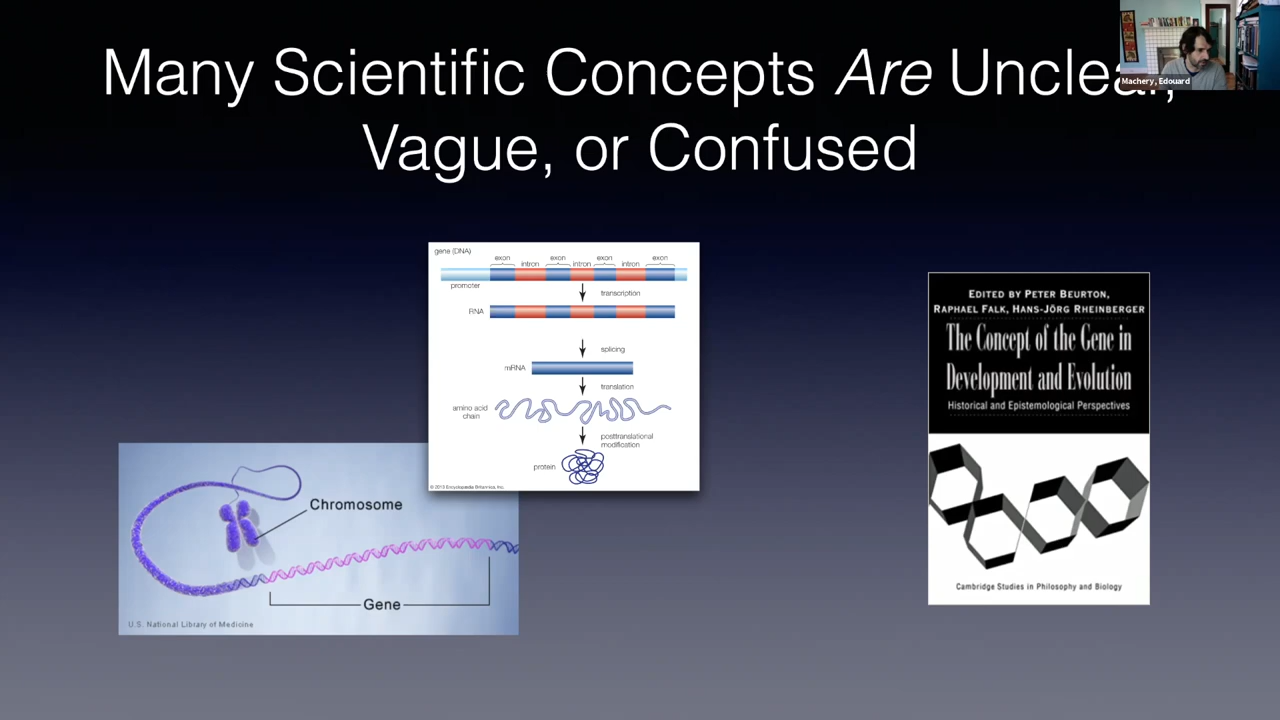 Many Scientific Concepts Are Unclear,
Vague, or Confused
Machery, Edouard
gene (DNA)
exon exon exon exon
intron intron intron
promoter
transcription
RNA
splicing
mRNA
translation
amino acid
chain
posttranslational
modification
protein
© 2013 Encyclopædia Britannica, Inc.
Chromosome
Gene
U.S. National Library of Medicine
EDITED BY PETER BEURTON,
RAPHAEL FALK, HANS-JÖRG RHEINBERGER
The Concept of the Gene in
Development and Evolution
Historical and Epistemological Perspectives
Cambridge Studies in Philosophy and Biology